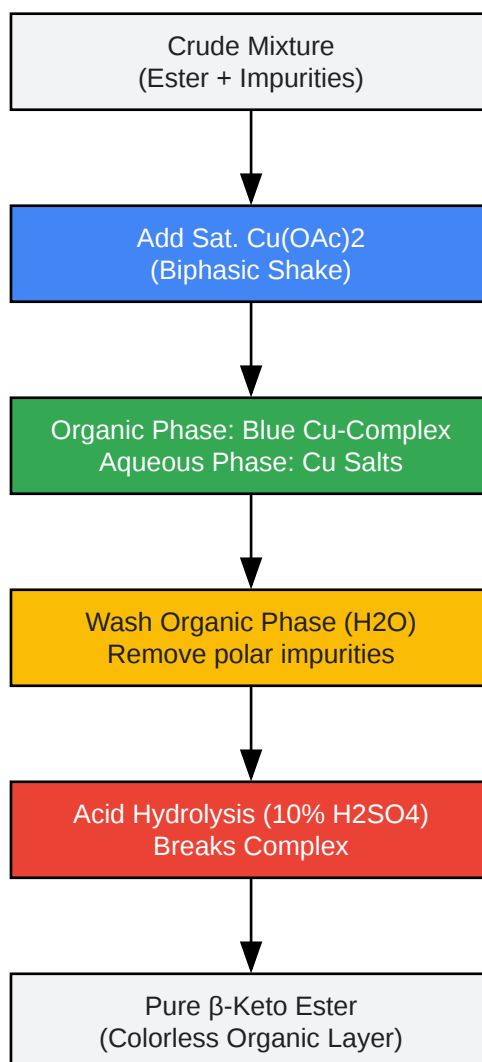 Crude Mixture
(Ester + Impurities)
Add Sat. Cu(OAc)2
(Biphasic Shake)
Organic Phase: Blue Cu-Complex
Aqueous Phase: Cu Salts
Wash Organic Phase (H2O)
Remove polar impurities
Acid Hydrolysis (10% H2SO4)
Breaks Complex
Pure β-Keto Ester
(Colorless Organic Layer)